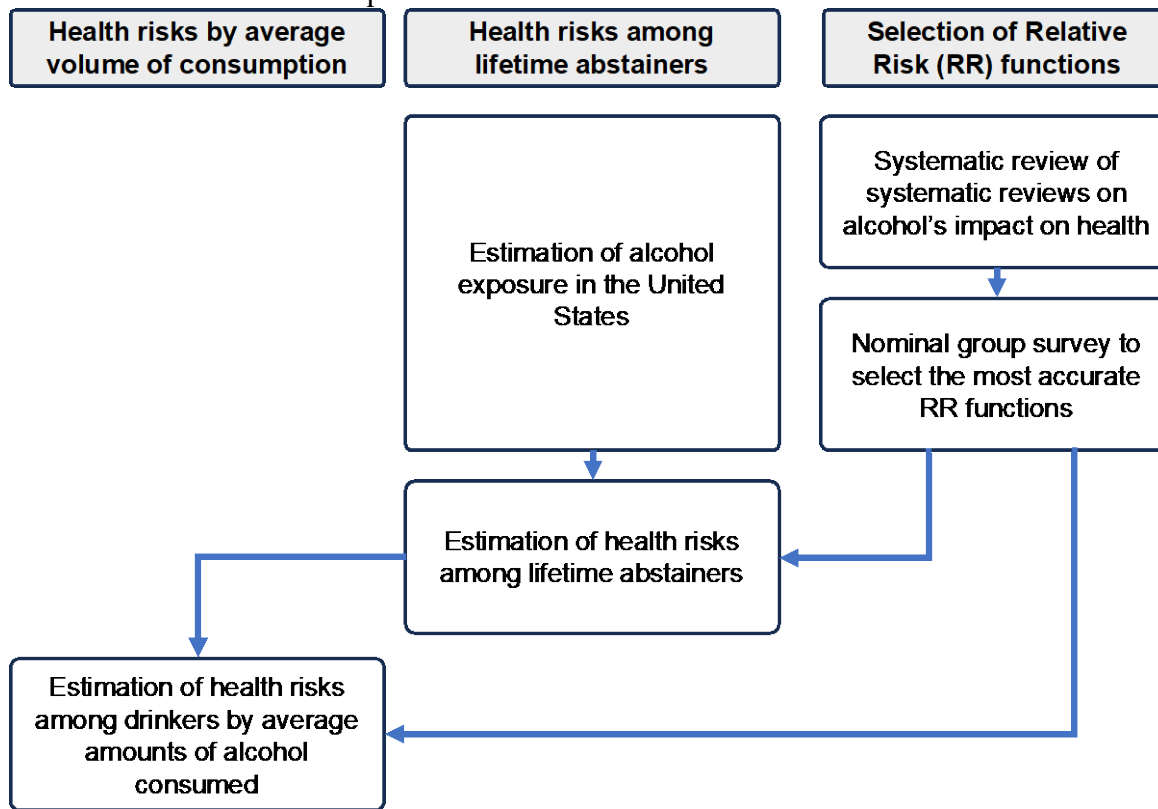 Health risks by average
volume of consumption
Health risks among
lifetime abstainers
Selection of Relative
Risk (RR) functions
Systematic review of
systematic reviews on
alcohol's impact on health
Estimation of alcohol
exposure in the United
States
Nominal group survey to
select the most accurate
RR functions
Estimation of health risks
among lifetime abstainers
Estimation of health risks
among drinkers by average
amounts of alcohol
consumed